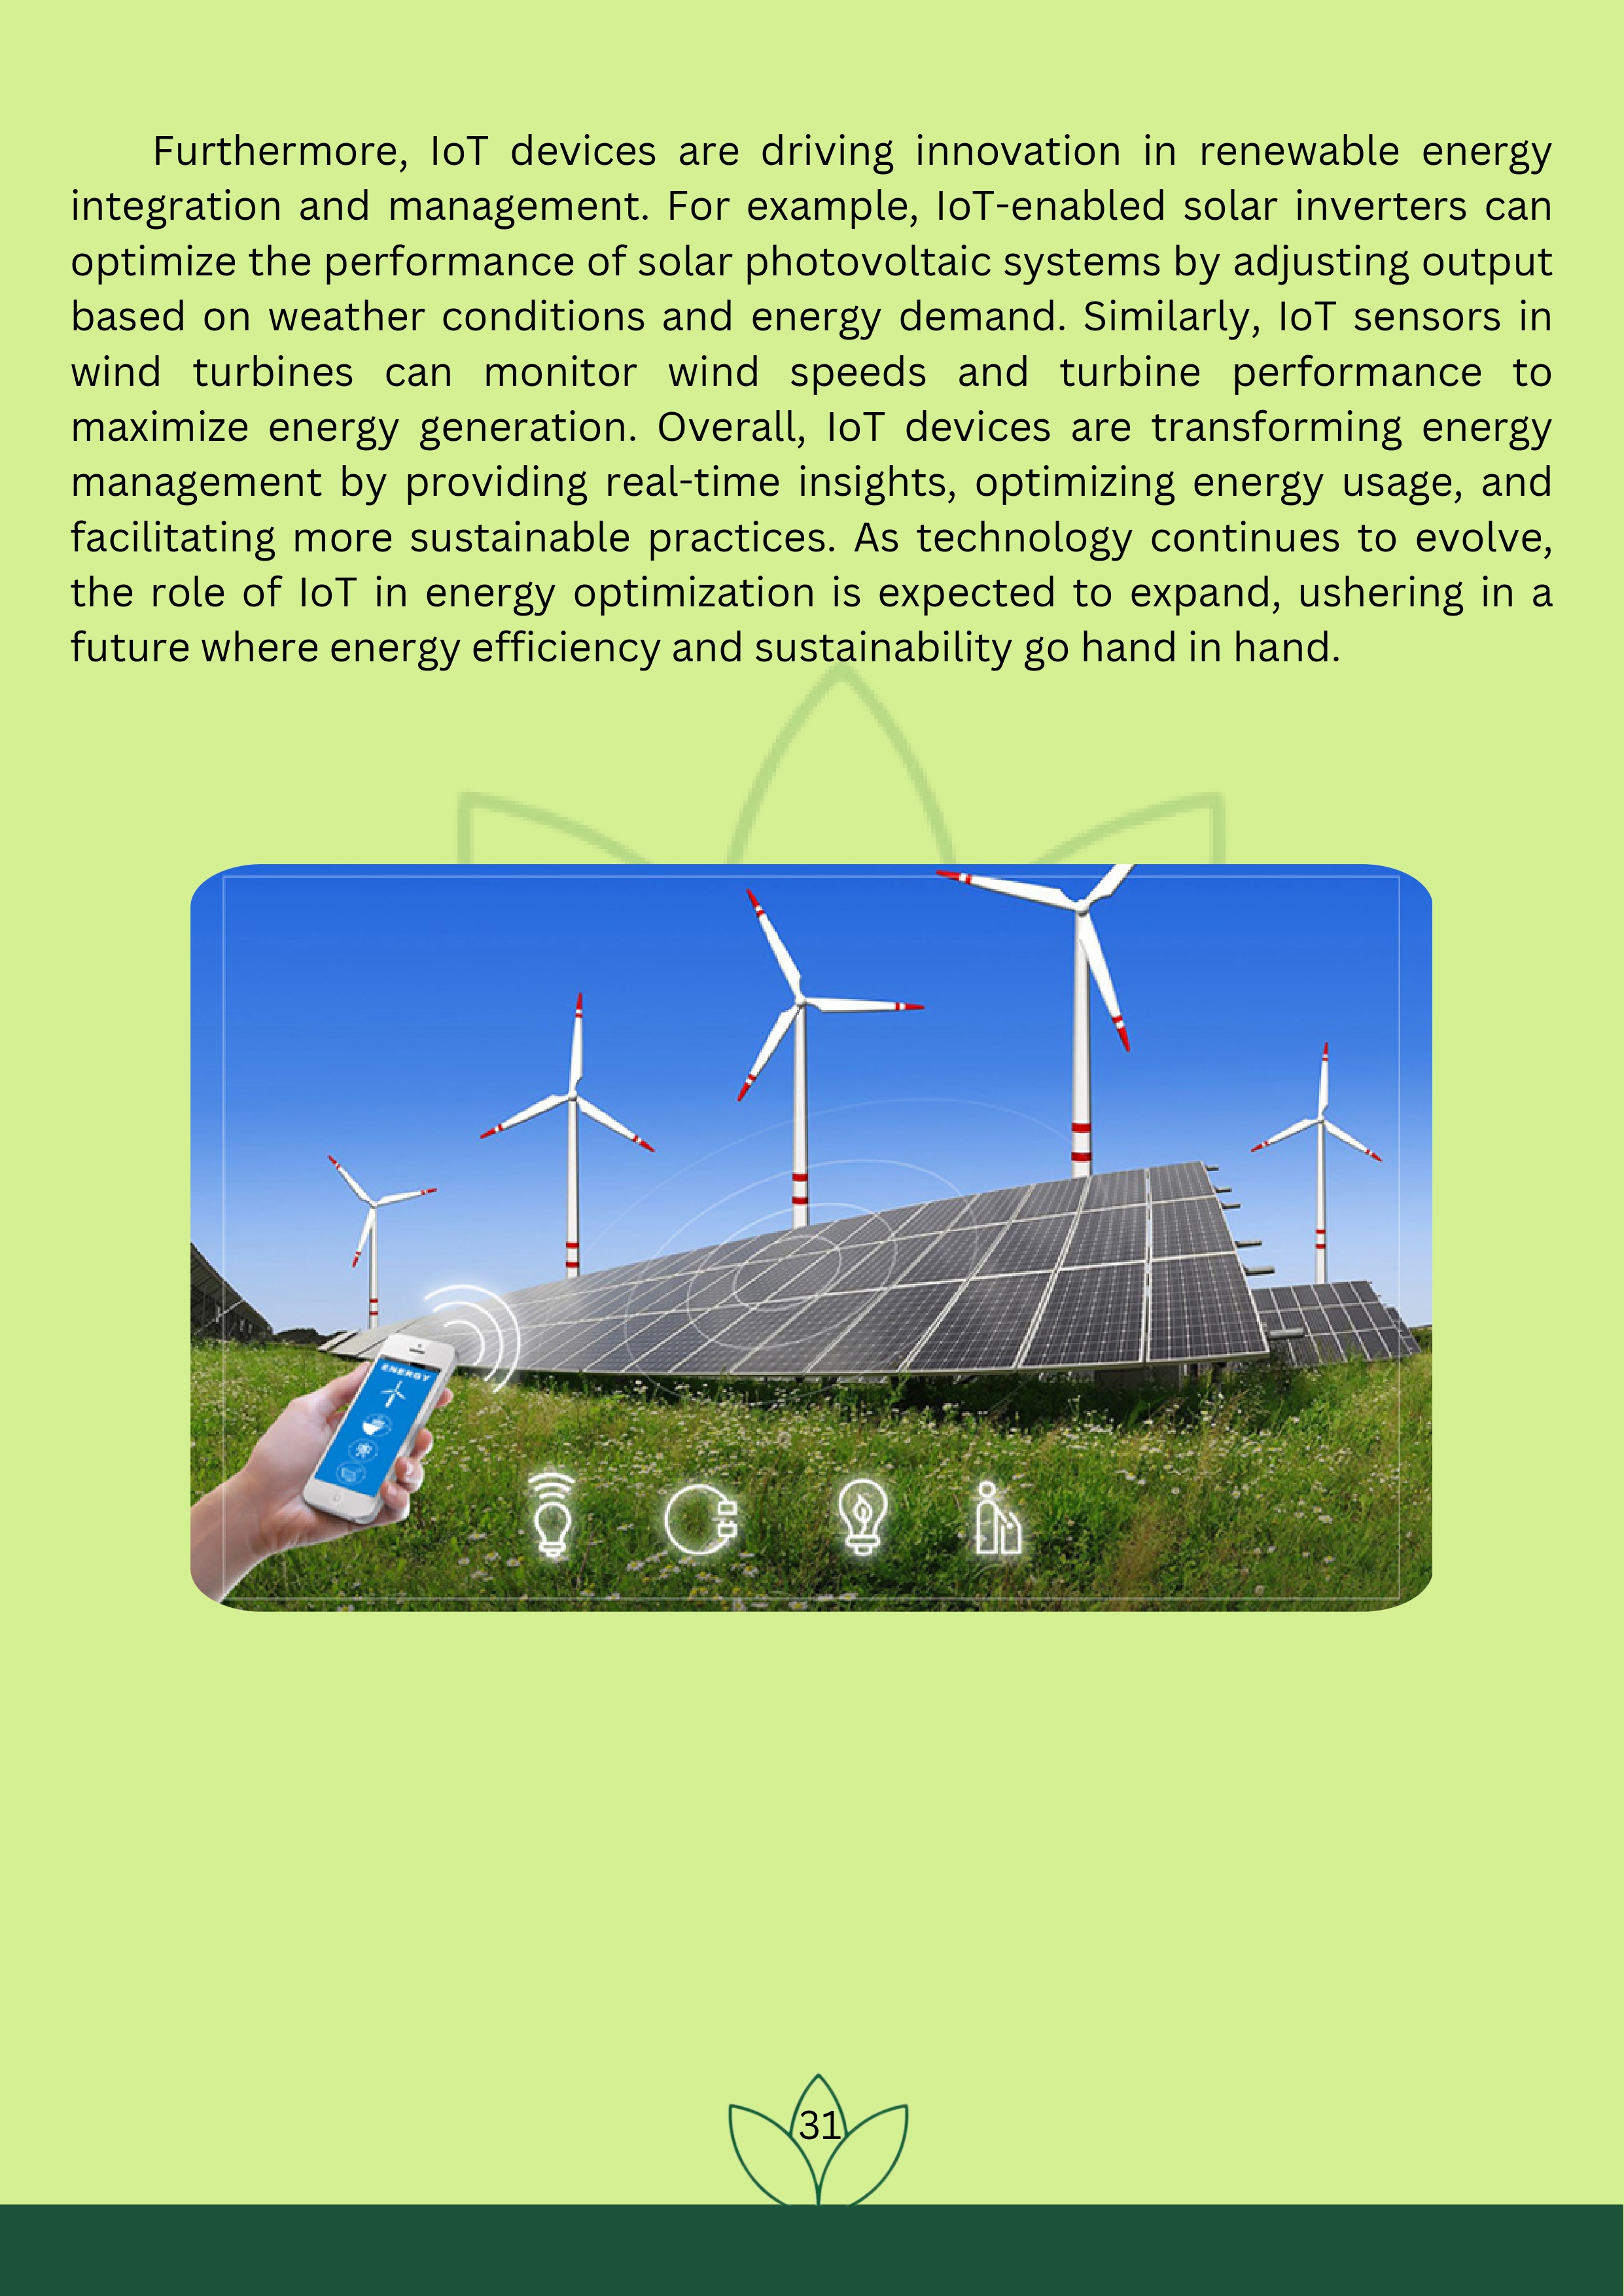 Furthermore, IoT devices are driving innovation in renewable energy
integration and management. For example, IoT-enabled solar inverters can
optimize the performance of solar photovoltaic systems by adjusting output
based on weather conditions and energy demand. Similarly, IoT sensors in
wind turbines can monitor wind speeds and turbine performance to
maximize energy generation. Overall, IoT devices are transforming energy
management by providing real-time insights, optimizing energy usage, and
facilitating more sustainable practices. As technology continues to evolve,
the role of IoT in energy optimization is expected to expand, ushering in a
future where energy efficiency and sustainability go hand in hand.
ENERGY
31